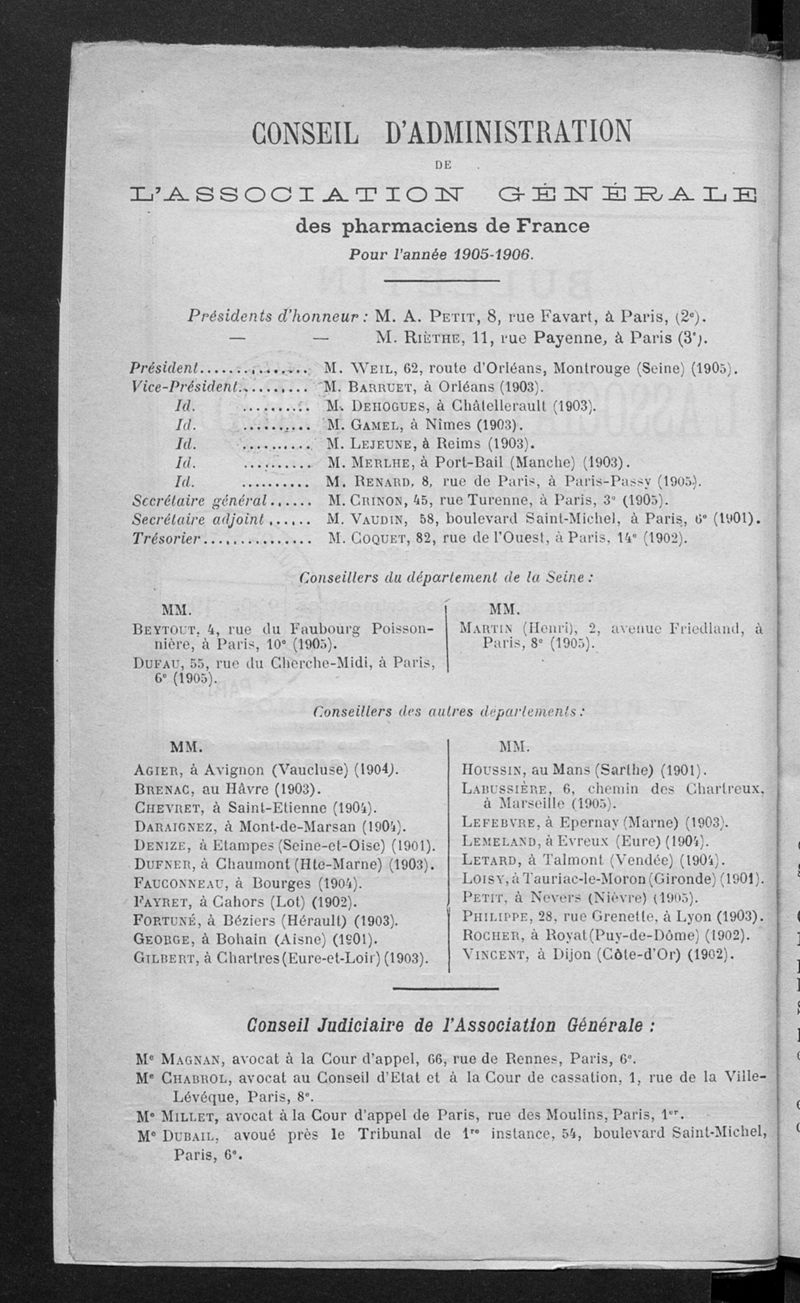 CONSEIL D'ADMINISTRATION
DE
L'ASSOCIATION GÉNÉRALE
des pharmaciens de France
Pour l'année 1905-1906.
Présidents d'honneur : M. A. PETIT, 8, rue Favart, à Paris, (2e).
— — M. RIÈTHE, 11, rue Payenne, à Paris (3e).
Président............... M. WEIL, 62, route d'Orléans, Montrouge (Seine) (1905).
Vice-Président.......... M. BARRUET, à Orléans (1903).
Id. .......... M. DEHOGUES, à Châtellerault (1903).
Id. .......... M. GAMEL, à Nîmes (1903).
Id. .......... M. LEJEUNE, à Reims (1903).
Id. .......... M. MERLHE, à Port-Bail (Manche) (1903).
Id. .......... M. RENARD, 8, rue de Paris, à Paris-Passy (1905).
Secrétaire général...... M. CRINON, 45, rue Turenne, à Paris, 3e (1905).
Secrétaire adjoint...... M. VAUDIN, 58, boulevard Saint-Michel, à Paris, 6e (1901).
Trésorier............... M. COQUET, 82, rue de l'Ouest, à Paris, 14e (1902).
Conseillers du département de la Seine :
MM.
BEYTOUT, 4, rue du Faubourg Poisson-
nière, à Paris, 10e (1905).
DUFAU, 55, rue du Cherche-Midi, à Paris,
6e (1905).
MM.
MARTIN (Henri), 2, avenue Friedland, à
Paris, 8e (1905).
Conseillers des autres départements :
MM.
AGIER, à Avignon (Vaucluse) (1904).
BRENAC, au Hâvre (1903).
CHEVRET, à Saint-Etienne (1904).
DARAIGNEZ, à Mont-de-Marsan (1904).
DENIZE, à Etampes (Seine-et-Oise) (1901).
DUFNER, à Chaumont (Hte-Marne) (1903).
FAUCONNEAU, à Bourges (1904).
FAYRET, à Cahors (Lot) (1902).
FORTUNÉ, à Béziers (Hérault) (1903).
GEORGE, à Bohain (Aisne) (1901).
GILBERT, à Chartres (Eure-et-Loir) (1903).
MM.
HOUSSIN, au Mans (Sarthe) (1901).
LABUSSIÈRE, 6, chemin des Chartreux,
à Marseille (1905).
LEFEBVRE, à Epernay (Marne) (1903).
LEMELAND, à Evreux (Eure) (1904).
LETARD, à Talmont (Vendée) (1904).
LOISY, à Tauriac-le-Moron (Gironde) (1901).
PETIT, à Nevers (Nièvre) (1905).
PHILIPPE, 28, rue Grenette, à Lyon (1903).
ROCHER, à Royat (Puy-de-Dôme) (1902).
VINCENT, à Dijon (Côte-d'Or) (1902).
Conseil Judiciaire de l'Association Générale :
Me MAGNAN, avocat à la Cour d'appel, 66, rue de Rennes, Paris, 6e.
Me CHABROL, avocat au Conseil d'Etat et à la Cour de cassation, 1, rue de la Ville-
Lévéque, Paris, 8e.
Me MILLET, avocat à la Cour d'appel de Paris, rue des Moulins, Paris, 1er.
Me DUBAIL, avoué près le Tribunal de 1re instance, 54, boulevard Saint-Michel,
Paris, 6e.